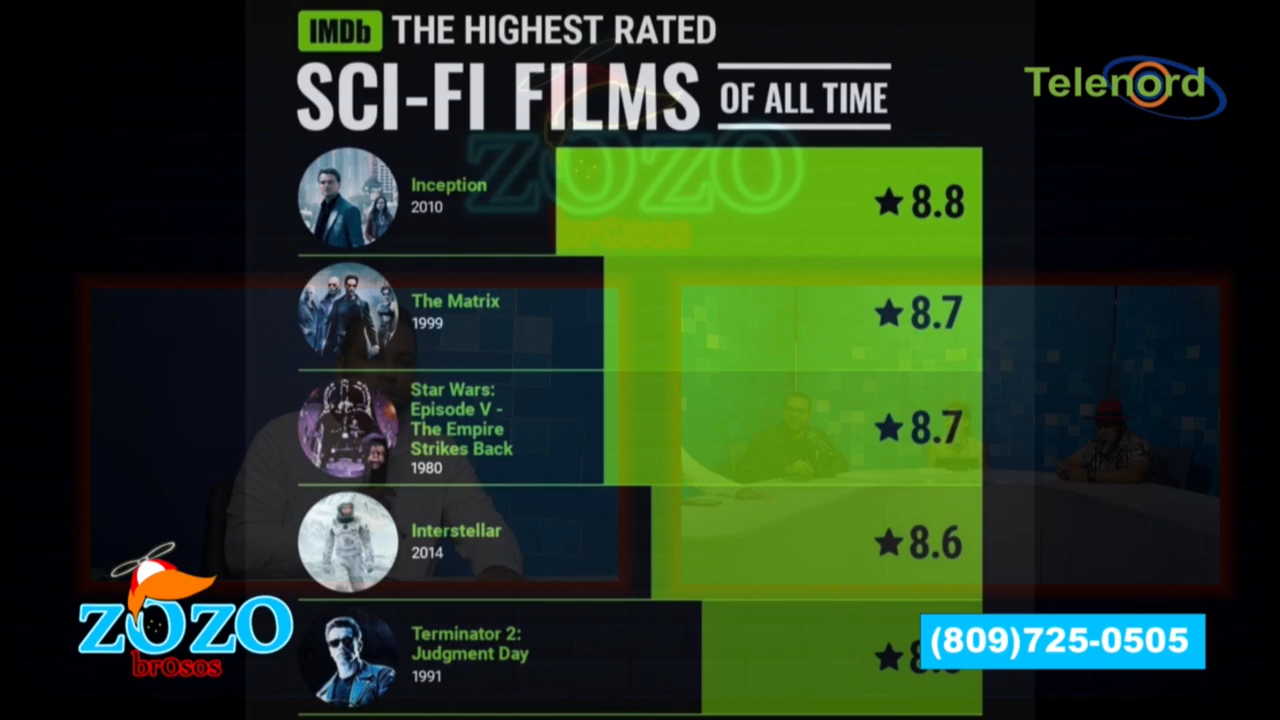 IMDb THE HIGHEST RATED
SCI-FI FILMS OF ALL TIME
Telenord
ZOZO
brOsos
Inception
2010
★ 8.8
The Matrix
1999
★ 8.7
Star Wars:
Episode V -
The Empire
Strikes Back
1980
★ 8.7
Interstellar
2014
★ 8.6
Terminator 2:
Judgment Day
1991
★
ZOZO
brOsos
(809)725-0505